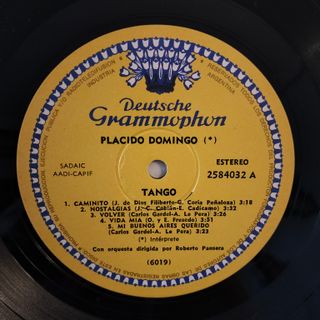 Deutsche
Grammophon
PLACIDO DOMINGO (*)
SADAIC
AADI-CAPIF
ESTEREO
2584032 A
TANGO
1. CAMINITO (J. de Dios Filiberto-G. Coria Peñaloza) 3:18
2. NOSTALGIAS (J. C. Cobián-E. Cadícamo) 3:32
3. VOLVER (Carlos Gardel-A. Le Pera) 3:27
4. VIDA MIA (O. y E. Fresedo) 3:31
5. MI BUENOS AIRES QUERIDO
(Carlos Gardel-A. Le Pera) 3:23
(*) Intérprete
Con orquesta dirigida por Roberto Pansera
(6019)